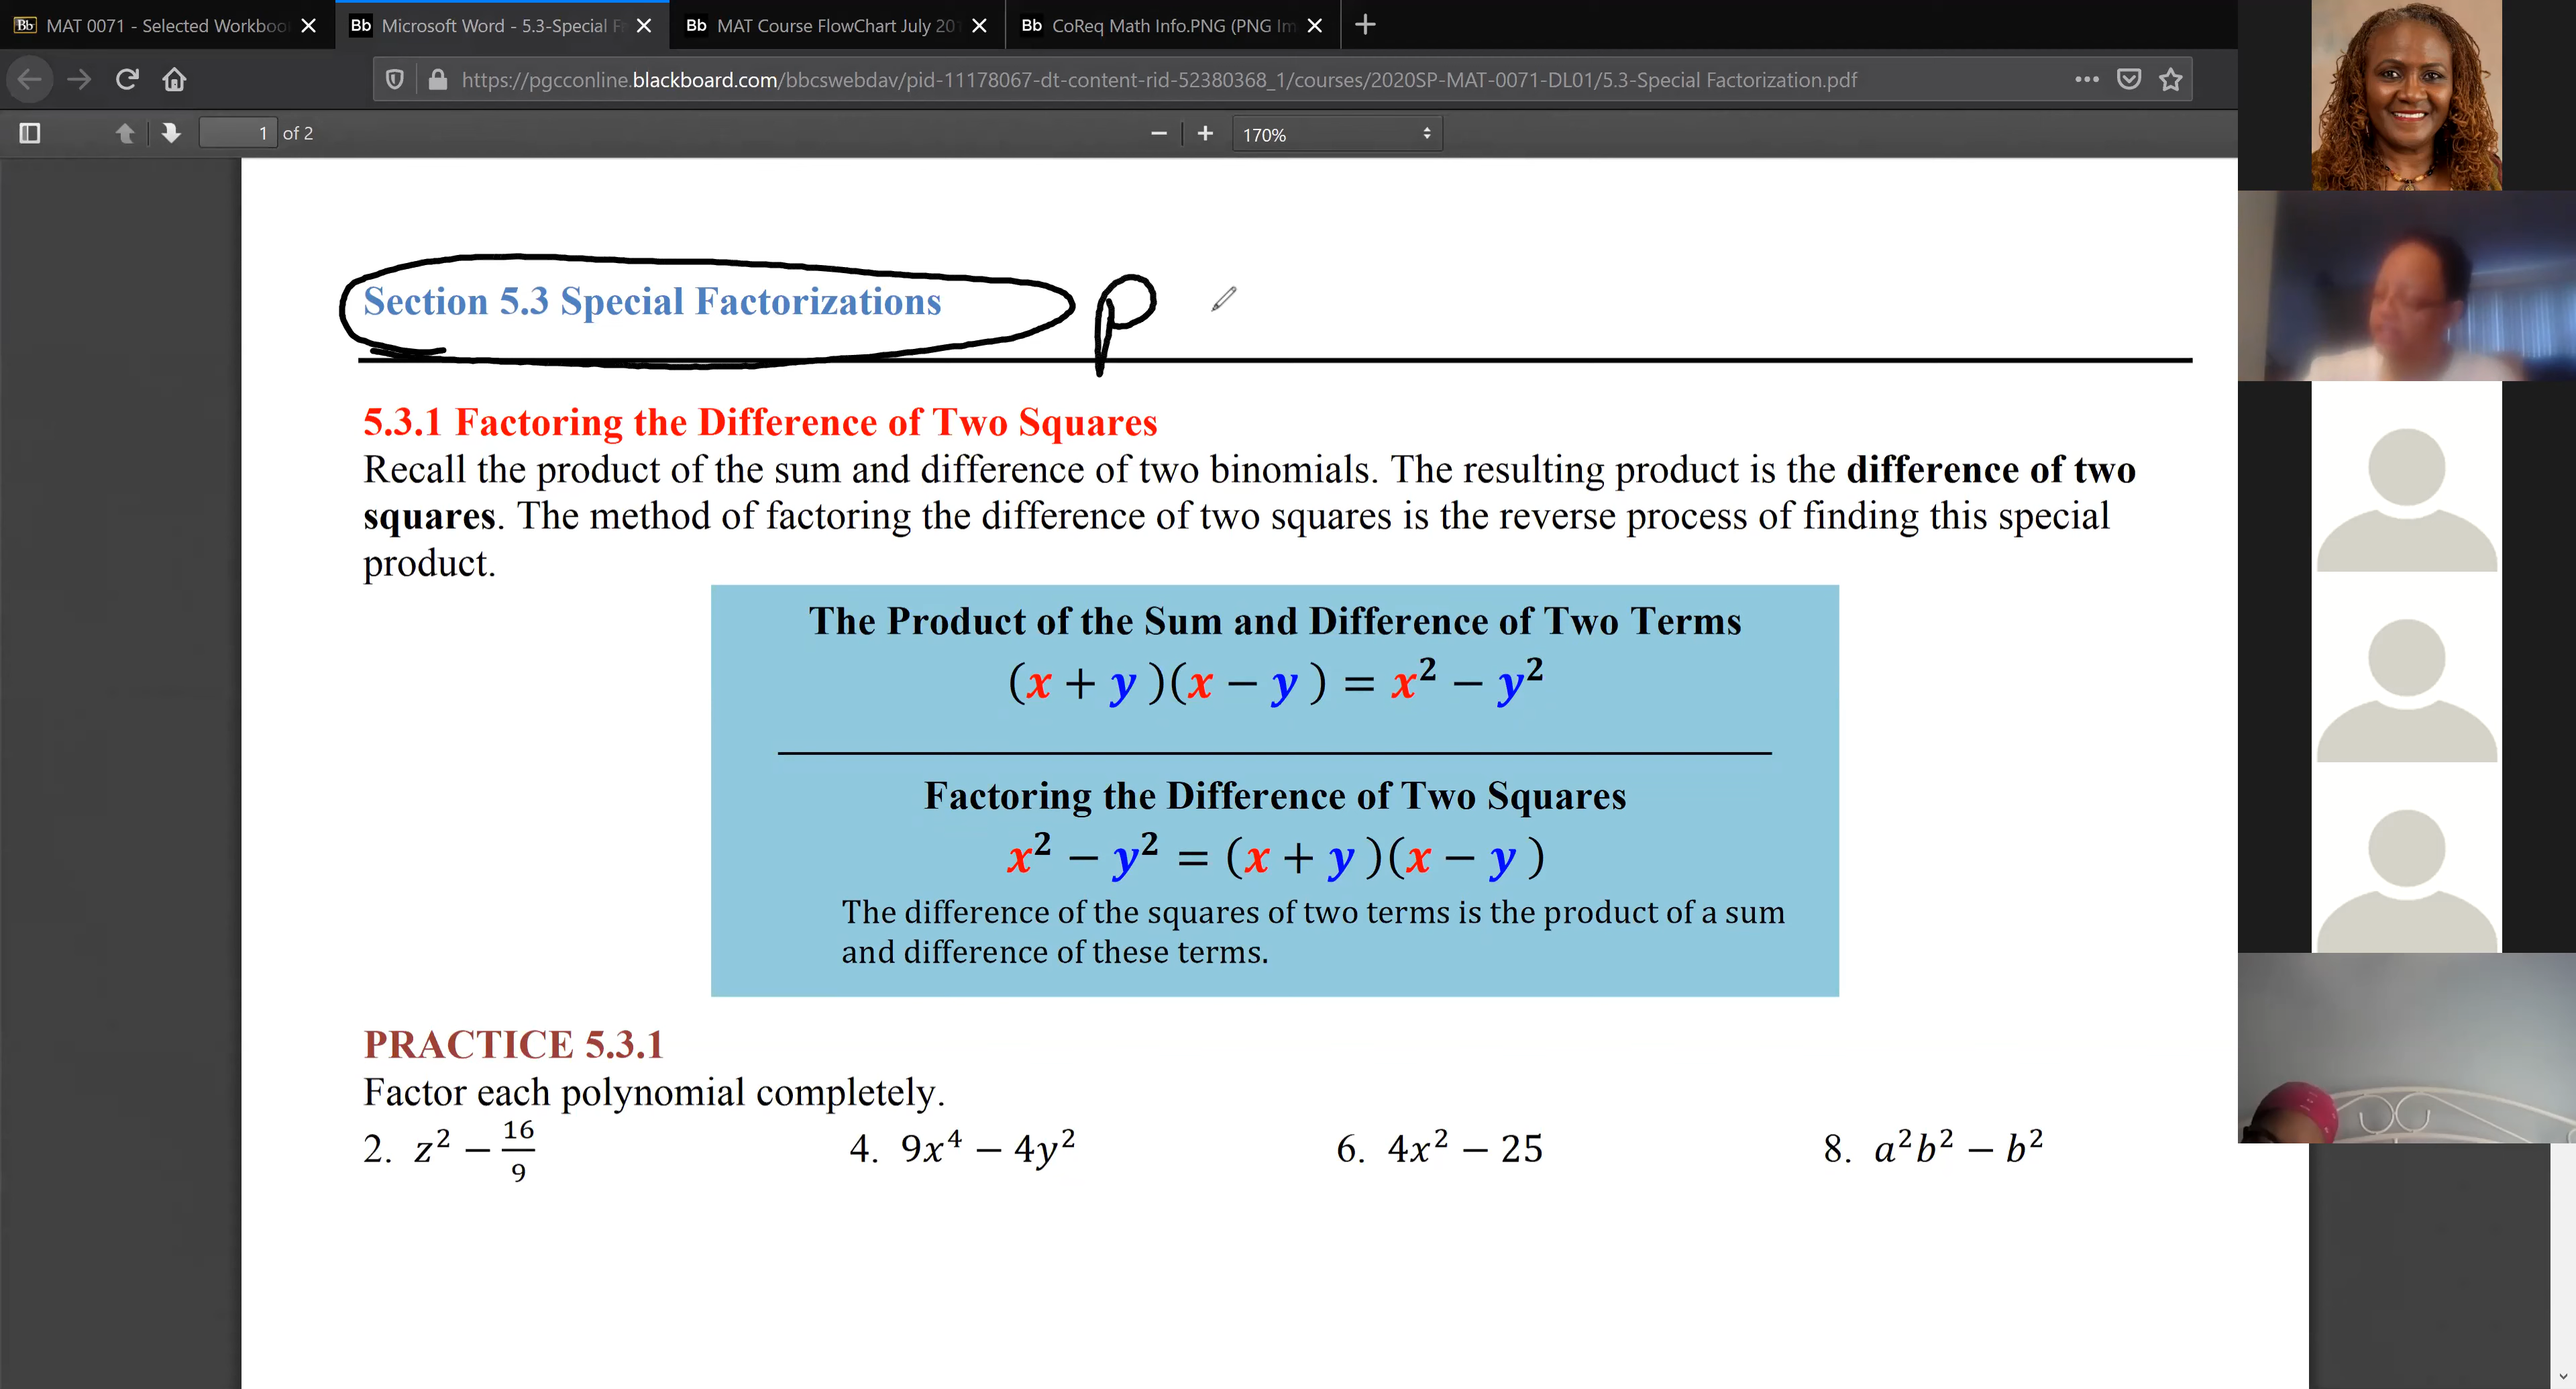 MAT 0071 - Selected Workboo
Microsoft Word - 5.3-Special F
MAT Course FlowChart July 201
CoReq Math Info.PNG (PNG Im
https://pgcconline.blackboard.com/bbcswebdav/pid-11178067-dt-content-rid-52380368_1/courses/2020SP-MAT-0071-DL01/5.3-Special Factorization.pdf
1 of 2
170%
Section 5.3 Special Factorizations P
5.3.1 Factoring the Difference of Two Squares
Recall the product of the sum and difference of two binomials. The resulting product is the difference of two
squares. The method of factoring the difference of two squares is the reverse process of finding this special
product.
The Product of the Sum and Difference of Two Terms
(x + y )(x − y ) = x² − y²
Factoring the Difference of Two Squares
x² − y² = (x + y )(x − y )
The difference of the squares of two terms is the product of a sum
and difference of these terms.
PRACTICE 5.3.1
Factor each polynomial completely.
2. z² − 16/9 4. 9x⁴ − 4y² 6. 4x² − 25 8. a²b² − b²